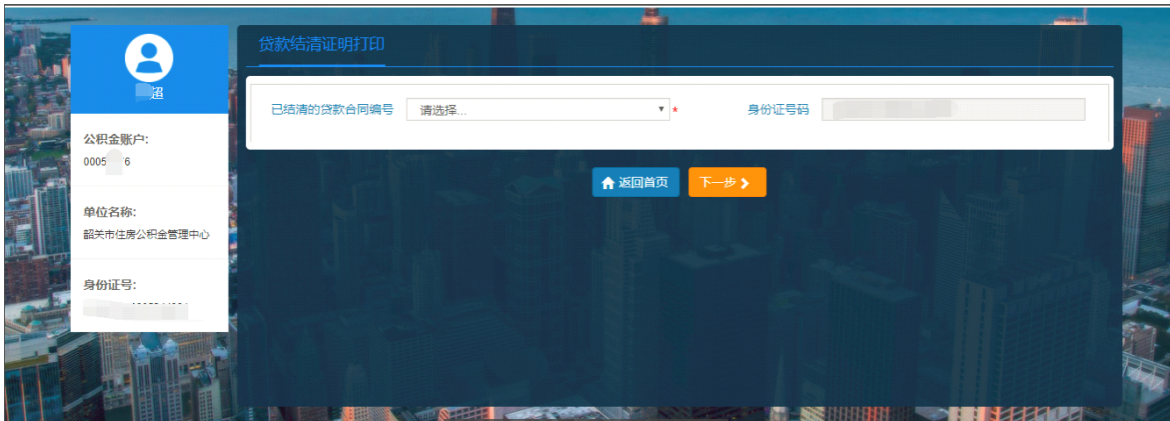 超
公积金账户:
0005 6
单位名称:
韶关市住房公积金管理中心
身份证号:
贷款结清证明打印
已结清的贷款合同编号 请选择... * 身份证号码
返回首页 下一步